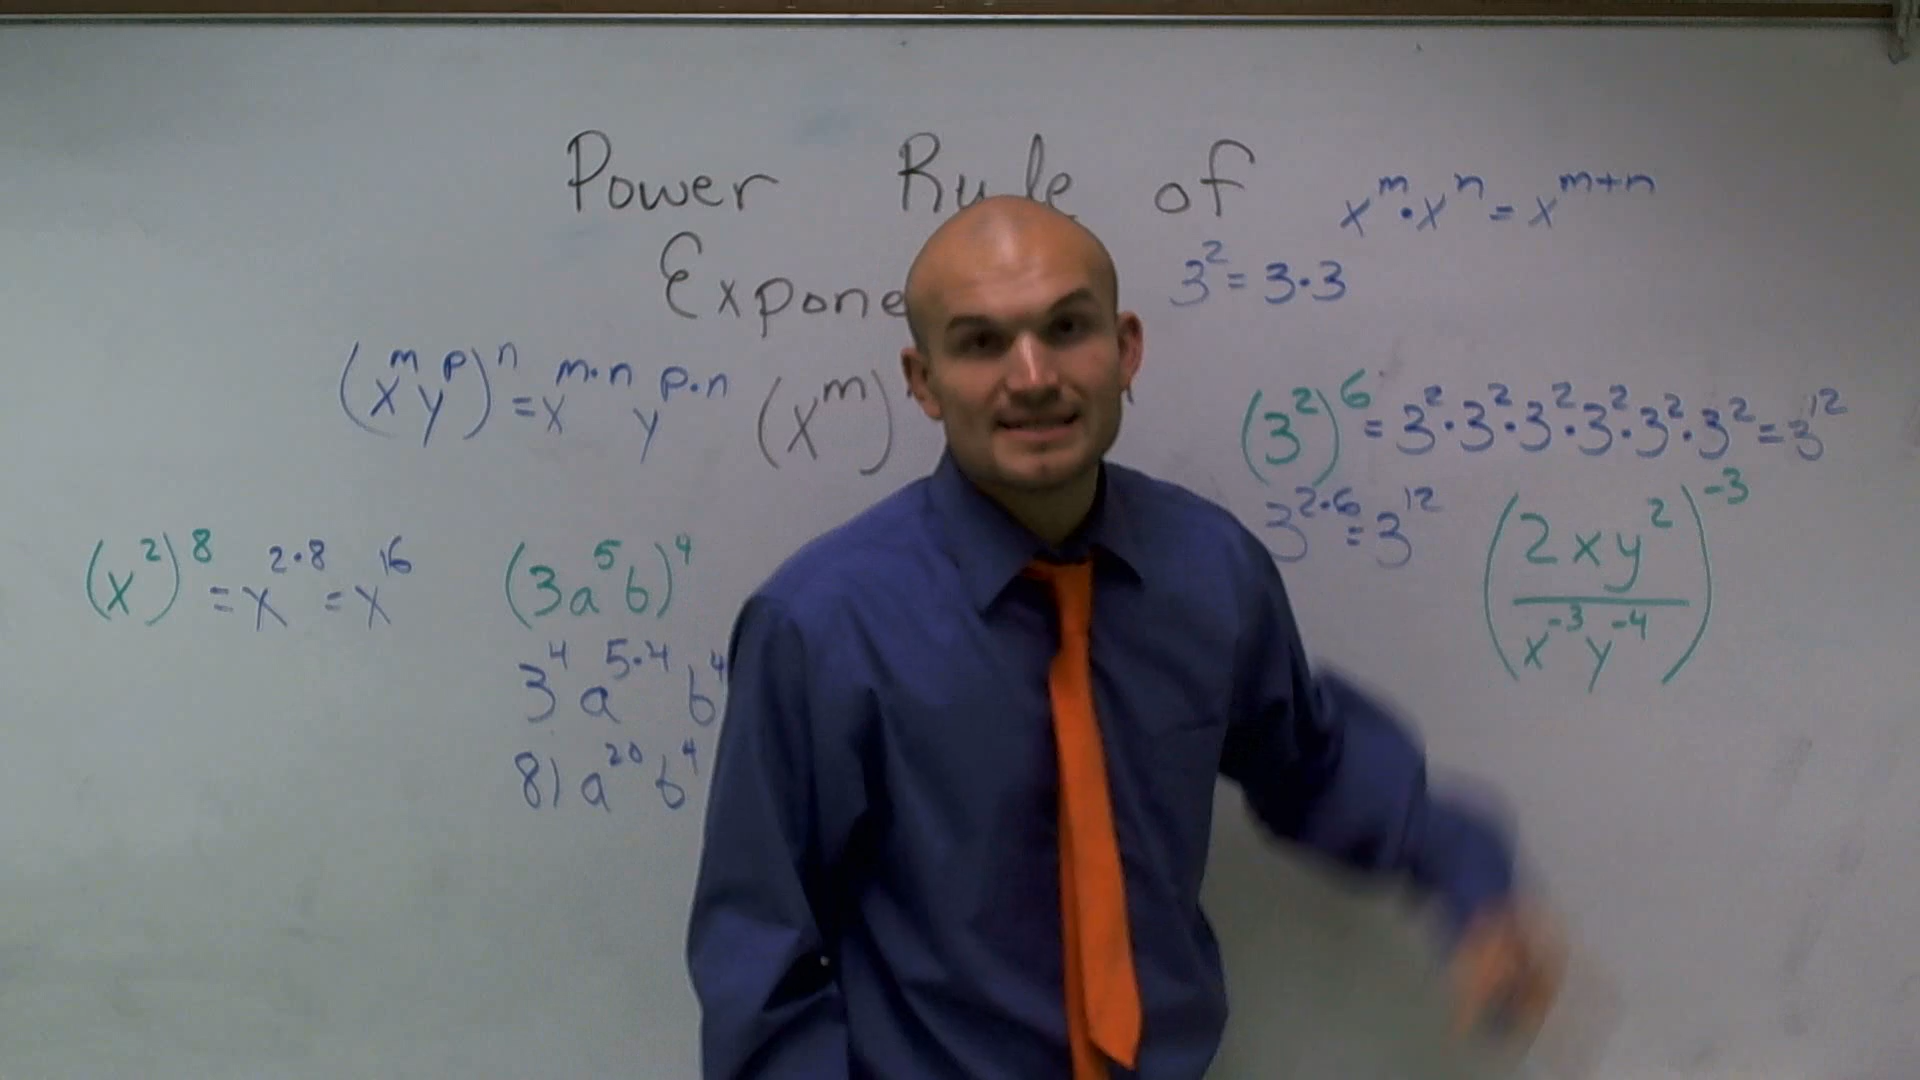 Power Rule of
Expone
x^m · x^n = x^{m+n}
3^2 = 3·3
(x^m y^p)^n = x^{m·n} y^{p·n}
(x^m)
(3^2)^6 = 3^2·3^2·3^2·3^2·3^2·3^2 = 3^{12}
3^{2·6} = 3^{12}
(x^2)^8 = x^{2·8} = x^{16}
(3a^5b)^4
3^4 a^{5·4} b^4
81 a^{20} b^4
(2xy^2 / x^{-3}y^{-4})^{-3}